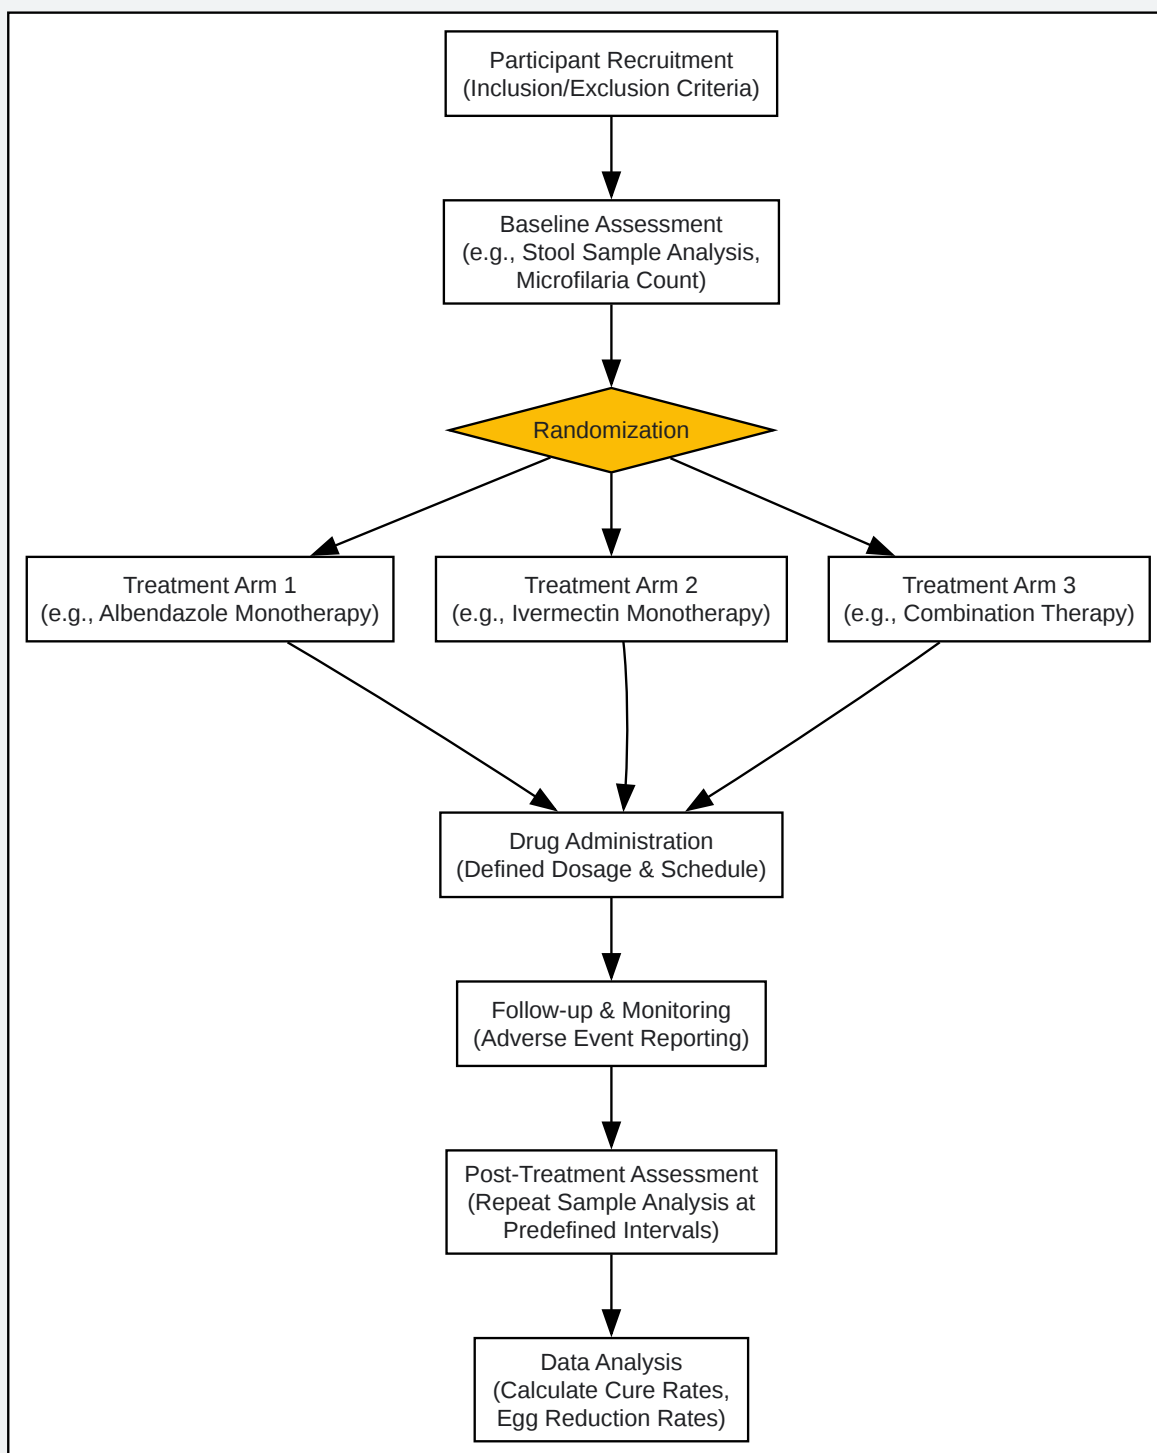 Participant Recruitment
(Inclusion/Exclusion Criteria)
Baseline Assessment
(e.g., Stool Sample Analysis,
Microfilaria Count)
Randomization
Treatment Arm 1
(e.g., Albendazole Monotherapy)
Treatment Arm 2
(e.g., Ivermectin Monotherapy)
Treatment Arm 3
(e.g., Combination Therapy)
Drug Administration
(Defined Dosage & Schedule)
Follow-up & Monitoring
(Adverse Event Reporting)
Post-Treatment Assessment
(Repeat Sample Analysis at
Predefined Intervals)
Data Analysis
(Calculate Cure Rates,
Egg Reduction Rates)